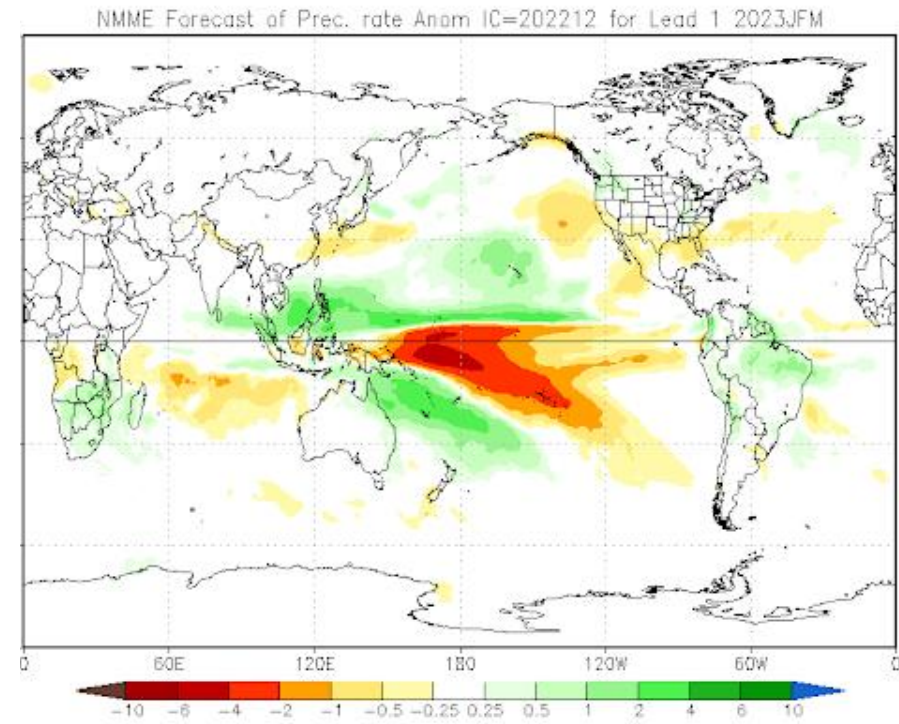 NMME Forecast of Prec. rate Anom IC=202212 for Lead 1 2023JFM
0 60E 120E 180 120W 60W 0
-10 -6 -4 -2 -1 -0.5 -0.25 0.25 0.5 1 2 4 6 10